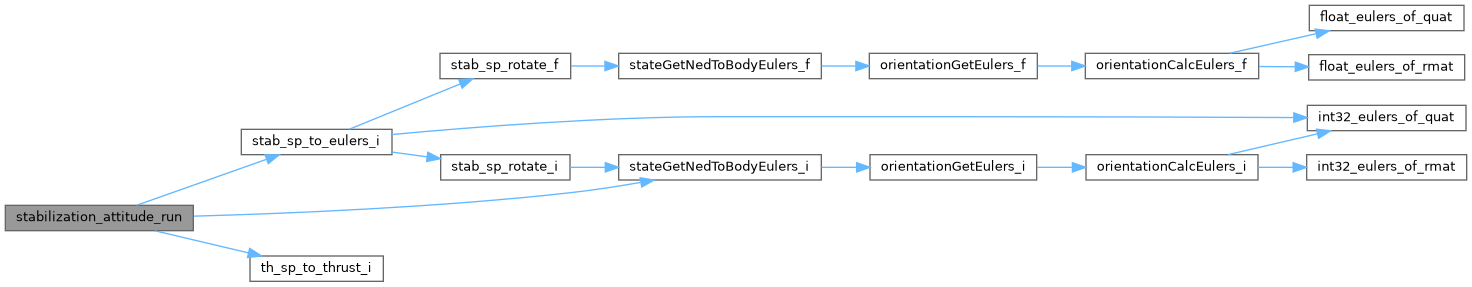 stabilization_attitude_run
stab_sp_to_eulers_i
stab_sp_rotate_f
stateGetNedToBodyEulers_f
orientationGetEulers_f
orientationCalcEulers_f
float_eulers_of_quat
float_eulers_of_rmat
int32_eulers_of_quat
stab_sp_rotate_i
stateGetNedToBodyEulers_i
orientationGetEulers_i
orientationCalcEulers_i
int32_eulers_of_rmat
th_sp_to_thrust_i